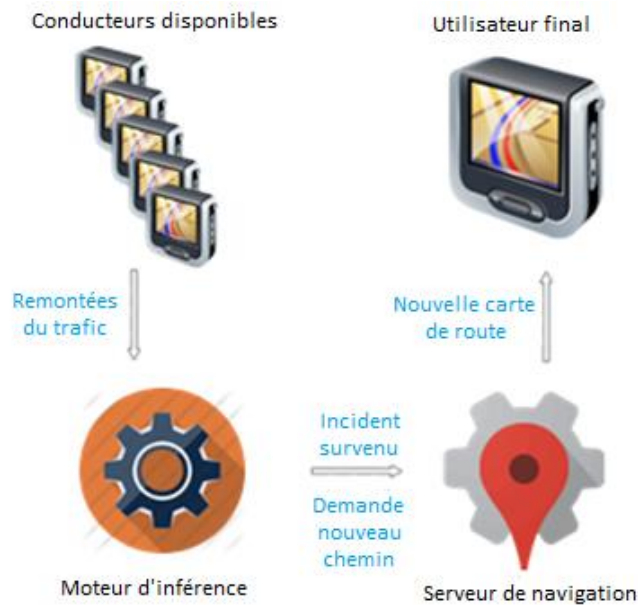 Conducteurs disponibles
Utilisateur final
Remontées
du trafic
Nouvelle carte
de route
Incident
survenu
Demande
nouveau
chemin
Moteur d'inférence
Serveur de navigation